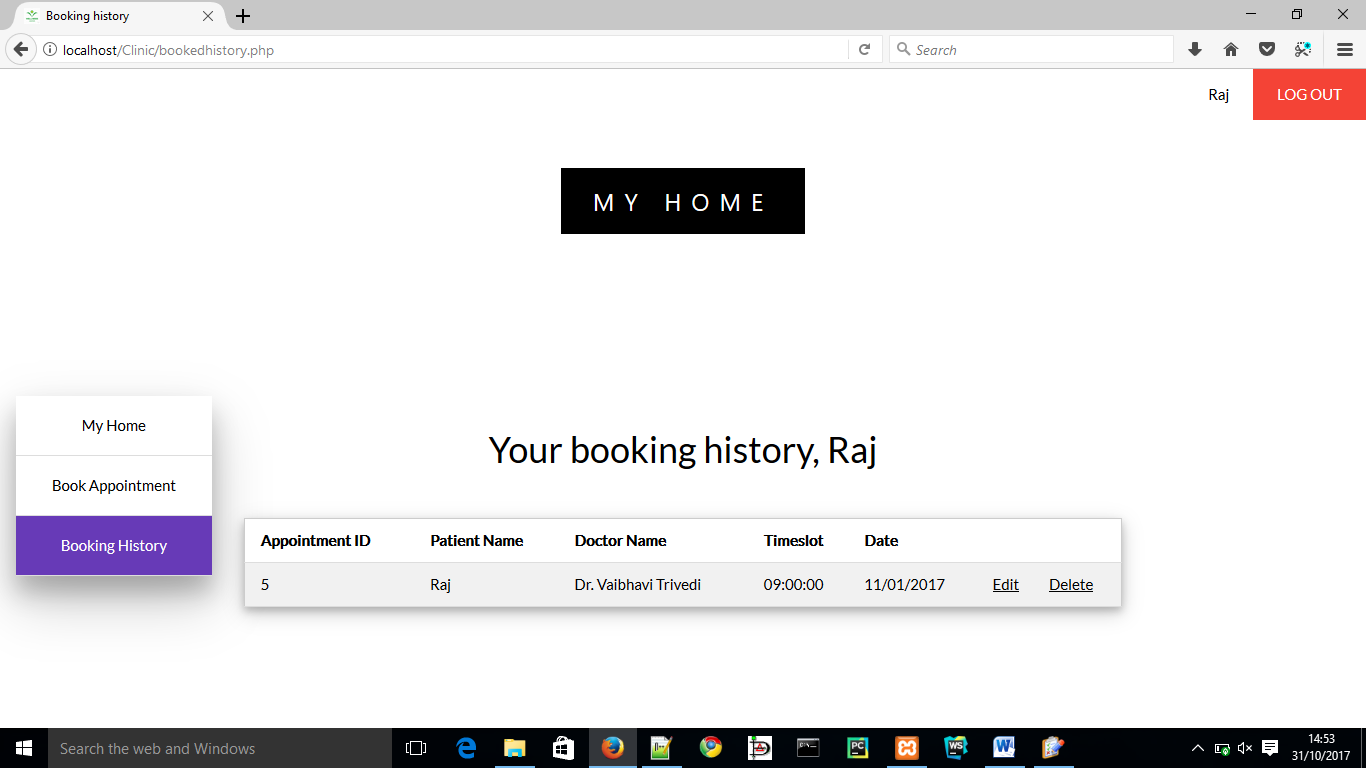 Booking history
localhost/Clinic/bookedhistory.php
Search
Raj
LOG OUT
MY HOME
My Home
Book Appointment
Booking History
Your booking history, Raj
Appointment ID Patient Name Doctor Name Timeslot Date
5 Raj Dr. Vaibhavi Trivedi 09:00:00 11/01/2017 Edit Delete
Search the web and Windows
14:53
31/10/2017